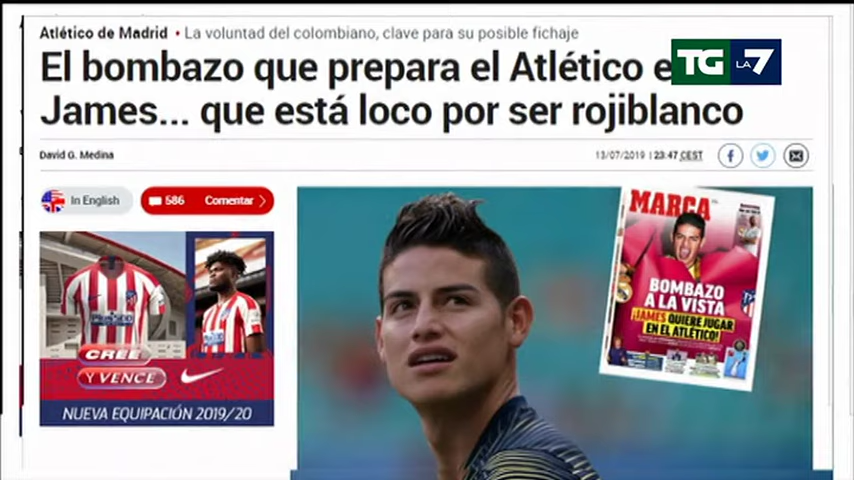 Atlético de Madrid • La voluntad del colombiano, clave para su posible fichaje
El bombazo que prepara el Atlético e
TG LA 7
James... que está loco por ser rojiblanco
David G. Medina
13/07/2019 | 23:47 CEST
In English
586 Comentar
MARCA
BOMBAZO
A LA VISTA
¡JAMES QUIERE JUGAR
EN EL ATLÉTICO!
CREE
Y VENCE
NUEVA EQUIPACIÓN 2019/20